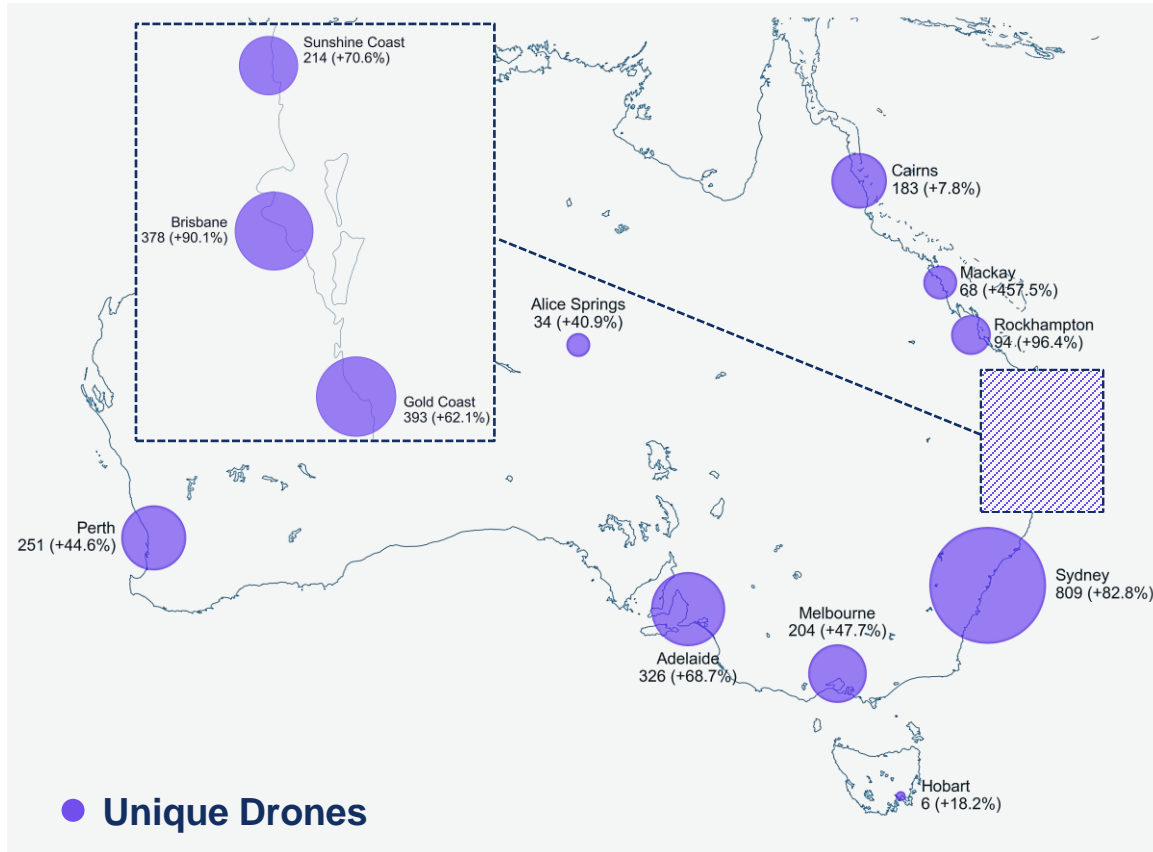 Sunshine Coast
214 (+70.6%)
Brisbane
378 (+90.1%)
Gold Coast
393 (+62.1%)
Cairns
183 (+7.8%)
Mackay
68 (+457.5%)
Alice Springs
34 (+40.9%)
Rockhampton
94 (+96.4%)
Perth
251 (+44.6%)
Sydney
809 (+82.8%)
Melbourne
204 (+47.7%)
Adelaide
326 (+68.7%)
Hobart
6 (+18.2%)
Unique Drones